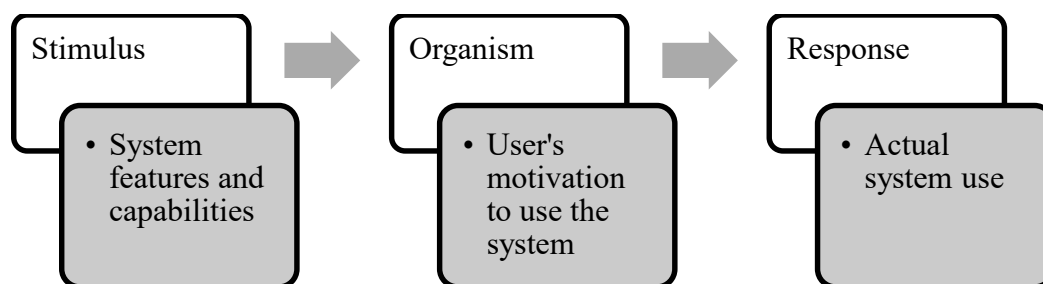 Stimulus
• System
features and
capabilities
Organism
• User's
motivation
to use the
system
Response
• Actual
system use